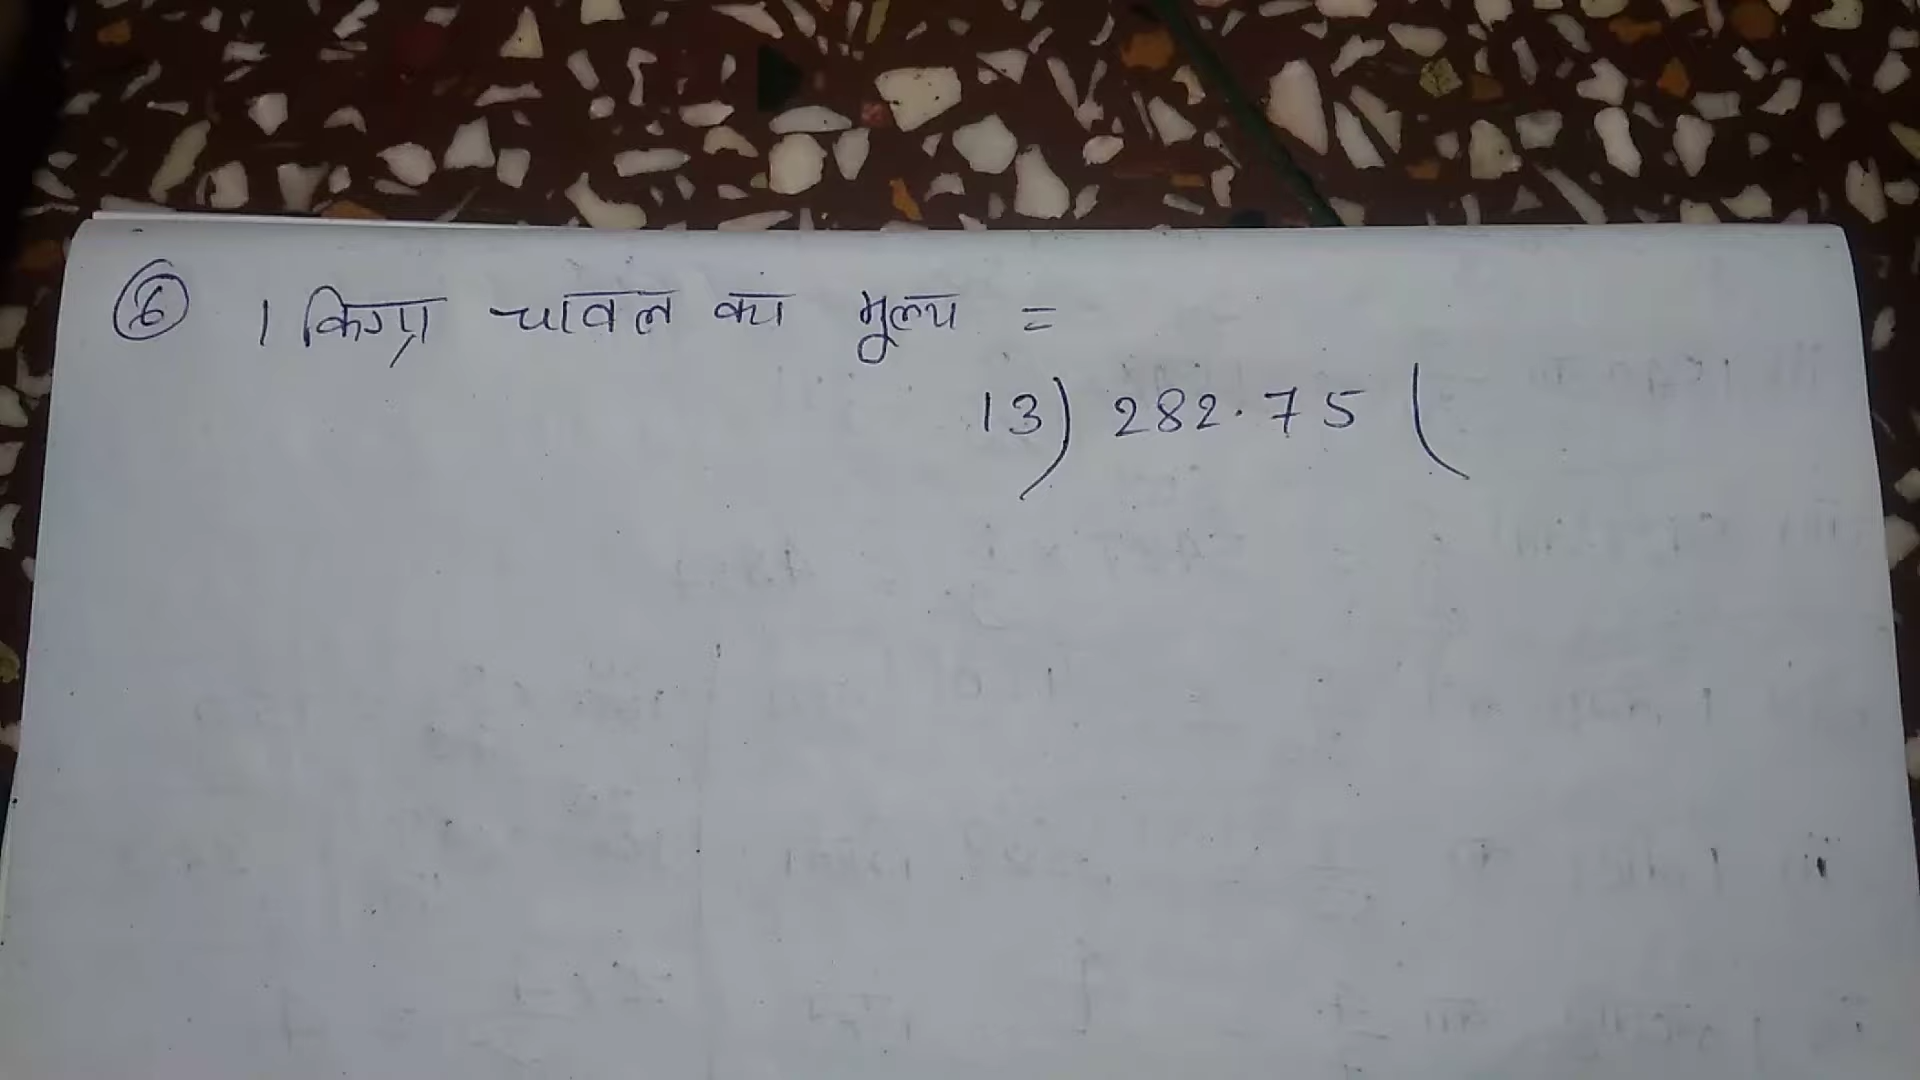 6 1 किग्रा चावल का मूल्य =
13) 282.75 (